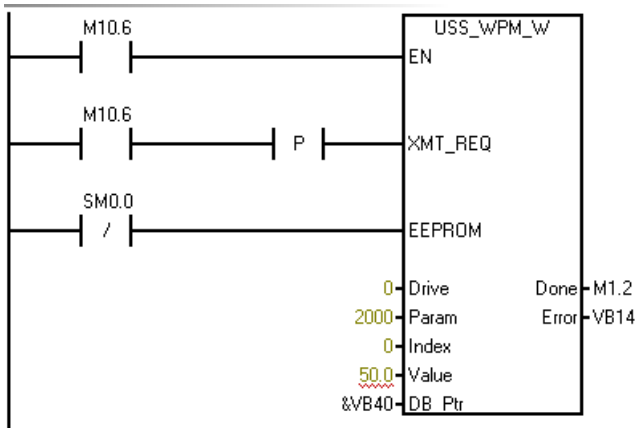 M10.6 USS_WPM_W
EN
M10.6
P XMT_REQ
SM0.0
/ EEPROM
0 Drive Done M1.2
2000 Param Error VB14
0 Index
50.0 Value
&VB40 DB_Ptr